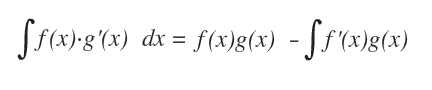 ∫f(x)·g'(x) dx = f(x)g(x) - ∫f'(x)g(x)